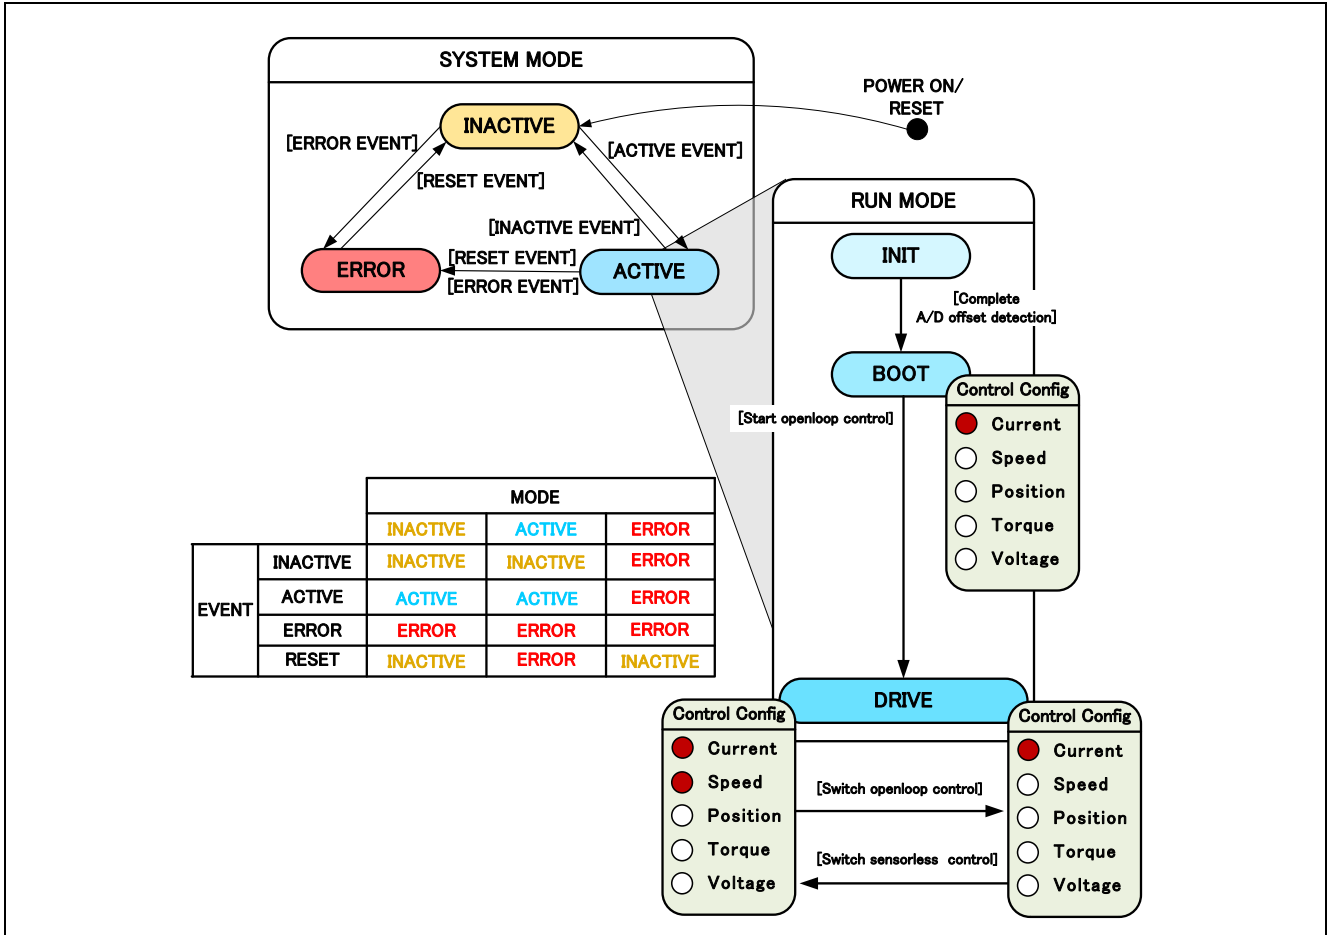 SYSTEM MODE
POWER ON/
RESET
INACTIVE
[ERROR EVENT]
[ACTIVE EVENT]
[RESET EVENT]
[INACTIVE EVENT]
[RESET EVENT]
[ERROR EVENT]
ERROR
ACTIVE
RUN MODE
INIT
[Complete
A/D offset detection]
BOOT
[Start openloop control]
Control Config
Current
Speed
Position
Torque
Voltage
MODE
INACTIVE ACTIVE ERROR
EVENT
INACTIVE INACTIVE INACTIVE ERROR
ACTIVE ACTIVE ACTIVE ERROR
ERROR ERROR ERROR ERROR
RESET INACTIVE ERROR INACTIVE
DRIVE
Control Config
Current
Speed
Position
Torque
Voltage
[Switch openloop control]
[Switch sensorless control]
Control Config
Current
Speed
Position
Torque
Voltage